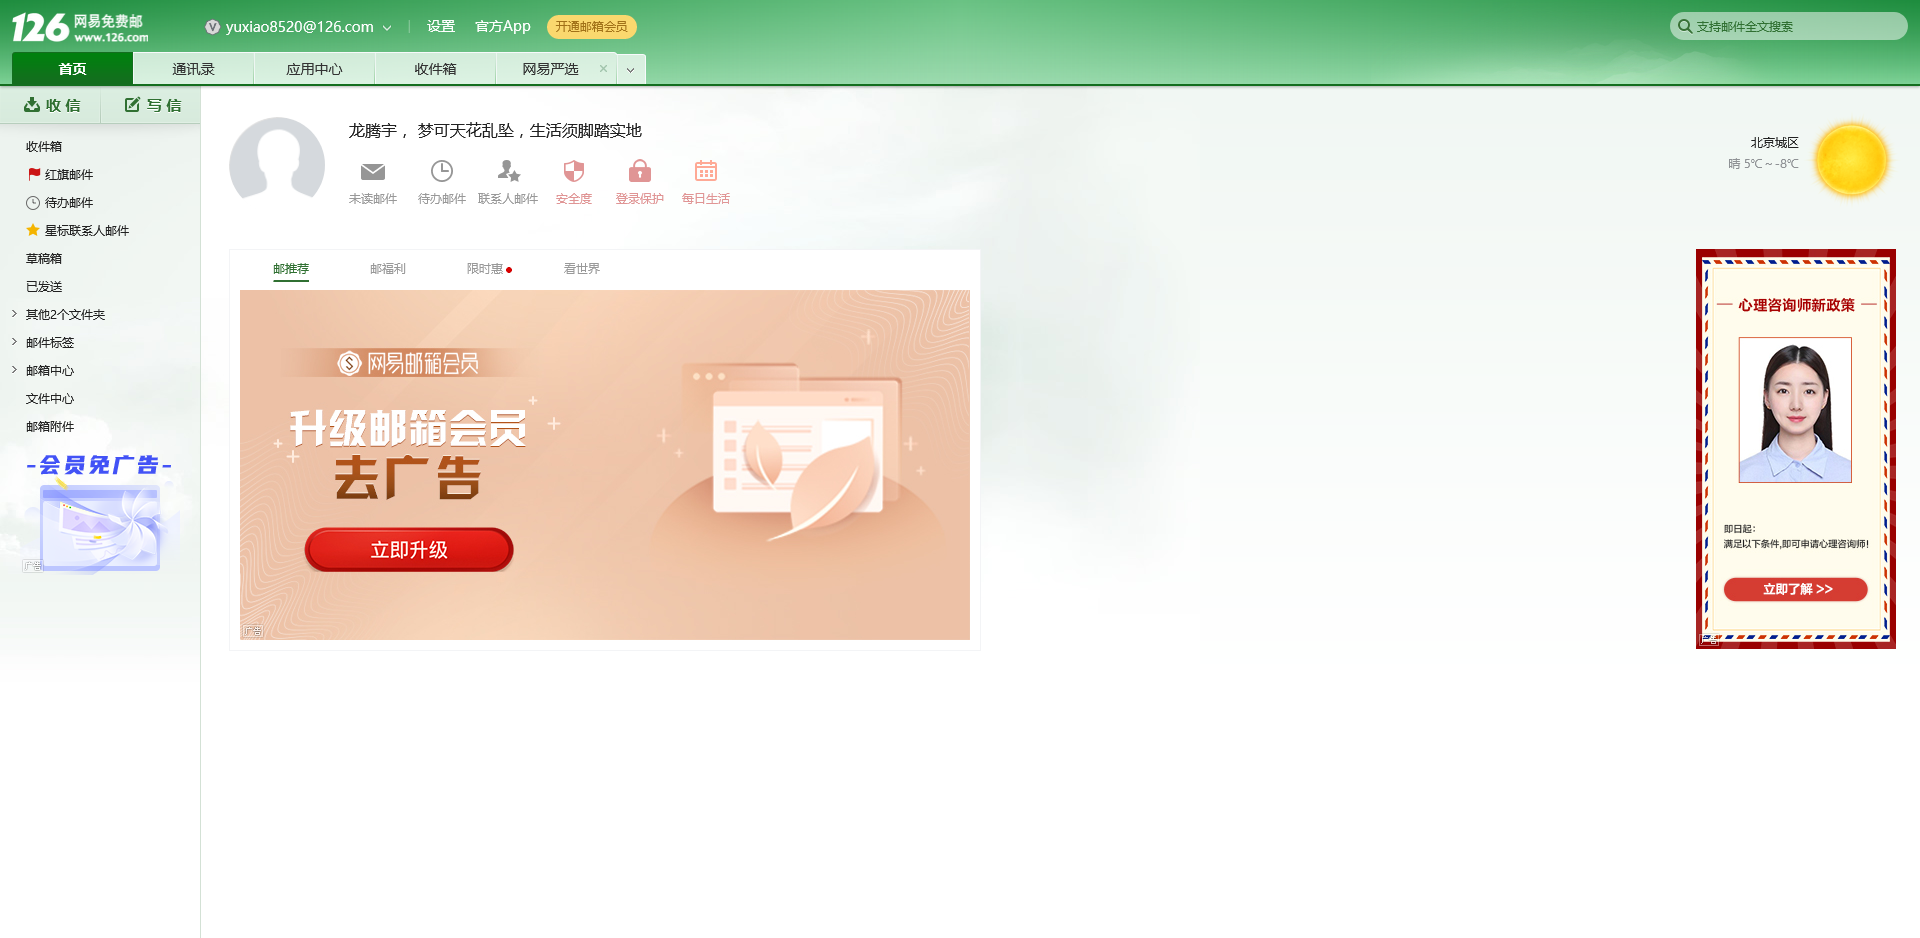 126 网易免费邮
www.126.com
yuxiao8520@126.com
设置
官方App
开通邮箱会员
支持邮件全文搜索
首页
通讯录
应用中心
收件箱
网易严选
收信
写信
收件箱
红旗邮件
待办邮件
星标联系人邮件
草稿箱
已发送
其他2个文件夹
邮件标签
邮箱中心
文件中心
邮箱附件
-会员免广告-
广告
龙腾宇， 梦可天花乱坠，生活须脚踏实地
未读邮件
待办邮件
联系人邮件
安全度
登录保护
每日生活
北京城区
晴 5℃～-8℃
邮推荐
邮福利
限时惠
看世界
网易邮箱会员
升级邮箱会员
去广告
立即升级
广告
心理咨询师新政策
即日起：
满足以下条件,即可申请心理咨询师!
立即了解 >>
广告